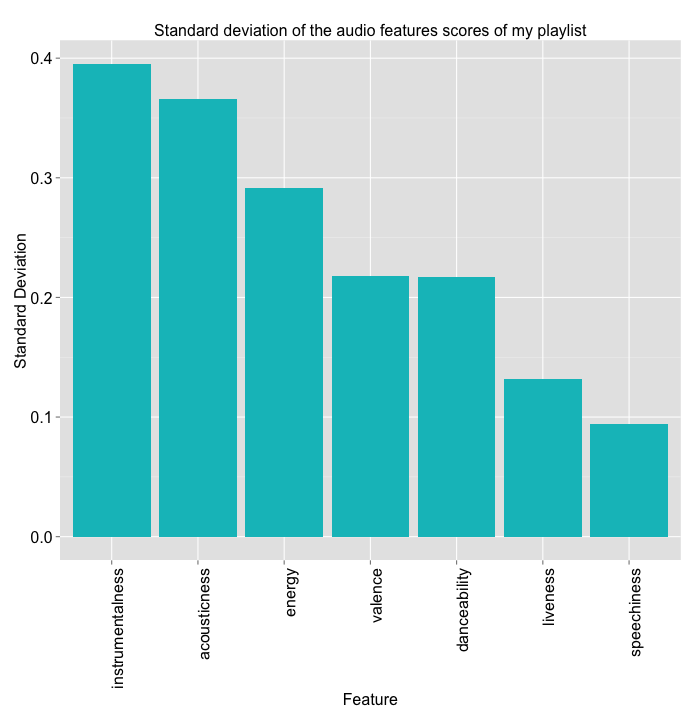 Standard deviation of the audio features scores of my playlist
Standard Deviation
0.4
0.3
0.2
0.1
0.0
instrumentalness
acousticness
energy
valence
danceability
liveness
speechiness
Feature